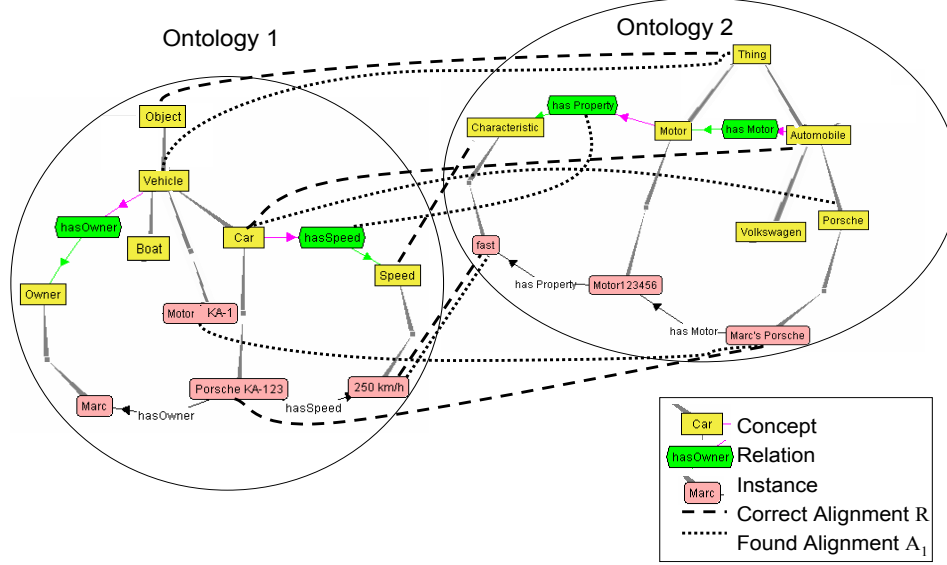 Ontology 1
Ontology 2
Thing
Object
has Property
Characteristic
Motor
has Motor
Automobile
Vehicle
hasOwner
Boat
Car
hasSpeed
Speed
Owner
Volkswagen
Porsche
fast
has Property
Motor123456
Motor KA-1
has Motor
Marc's Porsche
Porsche KA-123
250 km/h
hasSpeed
Marc
hasOwner
Car
Concept
hasOwner
Relation
Marc
Instance
Correct Alignment R
Found Alignment A1